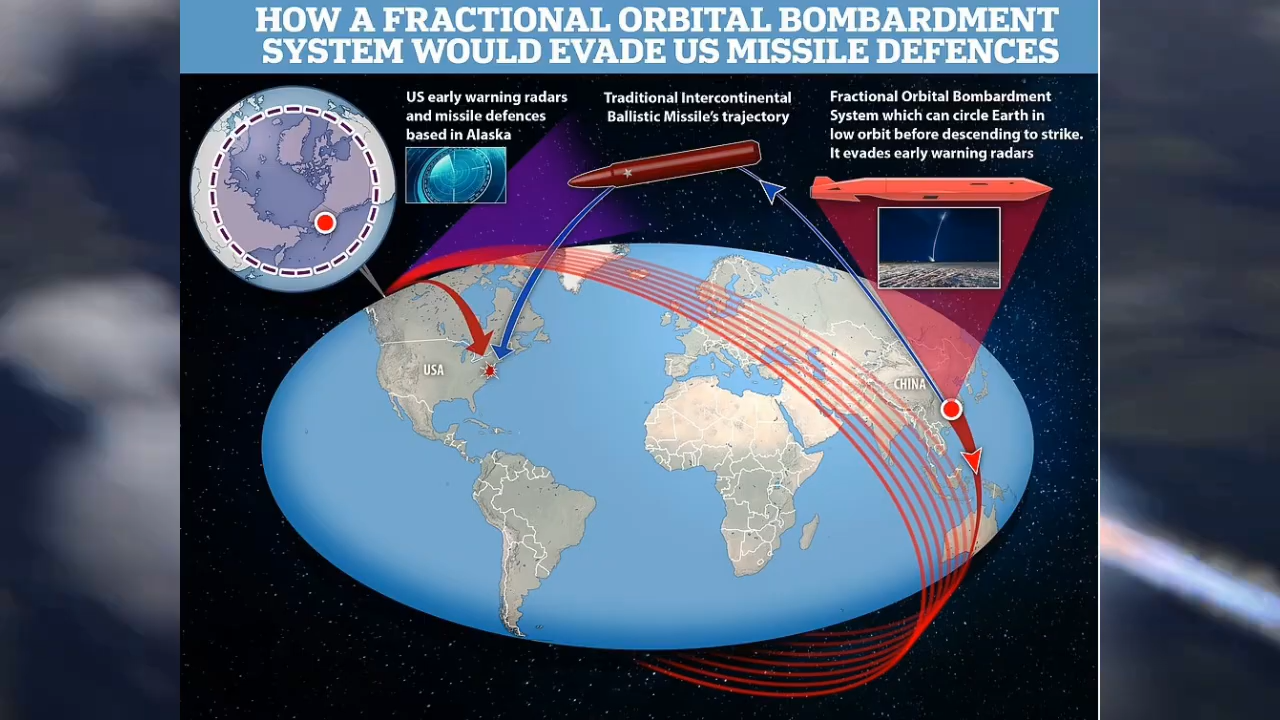 HOW A FRACTIONAL ORBITAL BOMBARDMENT
SYSTEM WOULD EVADE US MISSILE DEFENCES
US early warning radars
and missile defences
based in Alaska
Traditional Intercontinental
Ballistic Missile's trajectory
Fractional Orbital Bombardment
System which can circle Earth in
low orbit before descending to strike.
It evades early warning radars
USA
CHINA